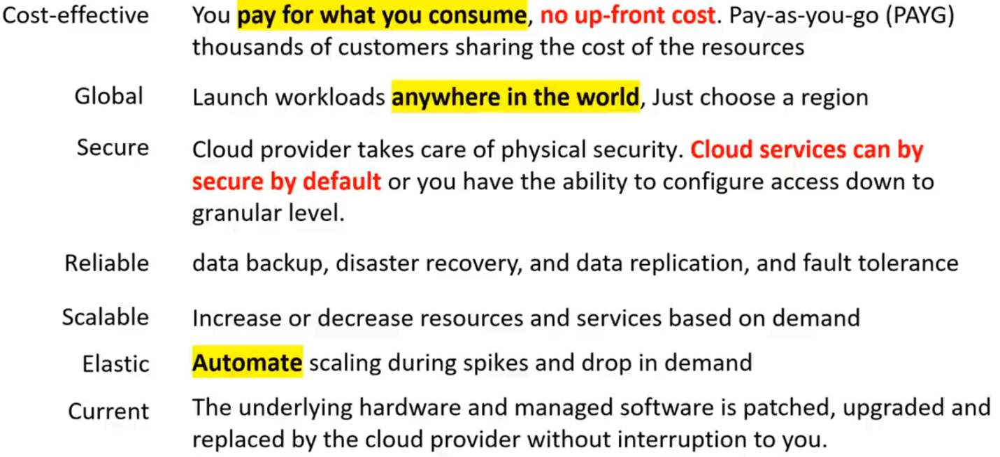 Cost-effective You pay for what you consume, no up-front cost. Pay-as-you-go (PAYG)
thousands of customers sharing the cost of the resources
Global Launch workloads anywhere in the world, Just choose a region
Secure Cloud provider takes care of physical security. Cloud services can by
secure by default or you have the ability to configure access down to
granular level.
Reliable data backup, disaster recovery, and data replication, and fault tolerance
Scalable Increase or decrease resources and services based on demand
Elastic Automate scaling during spikes and drop in demand
Current The underlying hardware and managed software is patched, upgraded and
replaced by the cloud provider without interruption to you.